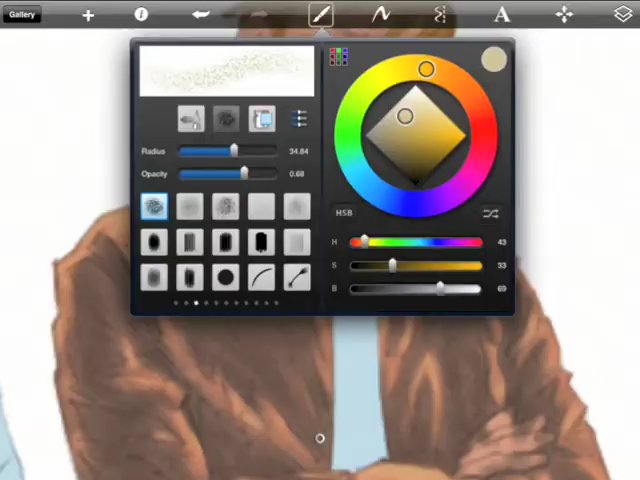 Gallery
A
Radius 34.84
Opacity 0.68
HSB
H 43
S 33
B 69